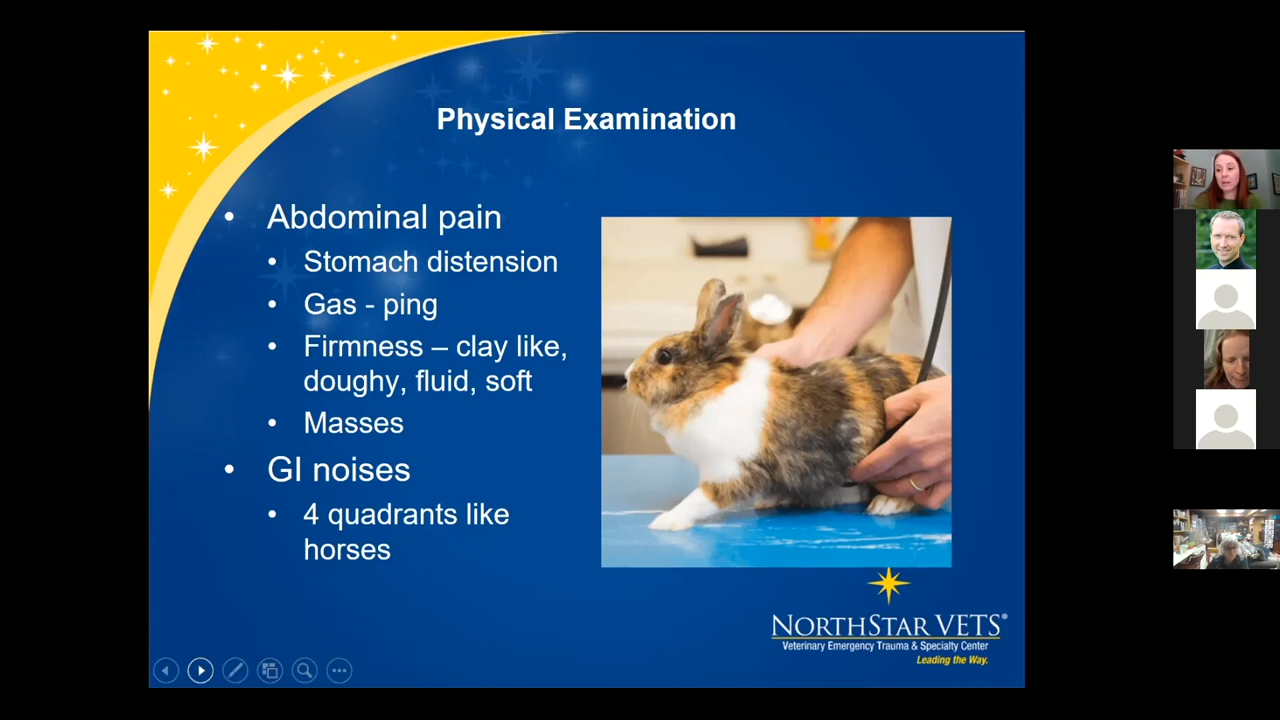 Physical Examination
• Abdominal pain
• Stomach distension
• Gas - ping
• Firmness – clay like,
doughy, fluid, soft
• Masses
• GI noises
• 4 quadrants like
horses
NORTHSTAR VETS®
Veterinary Emergency Trauma & Specialty Center
Leading the Way.